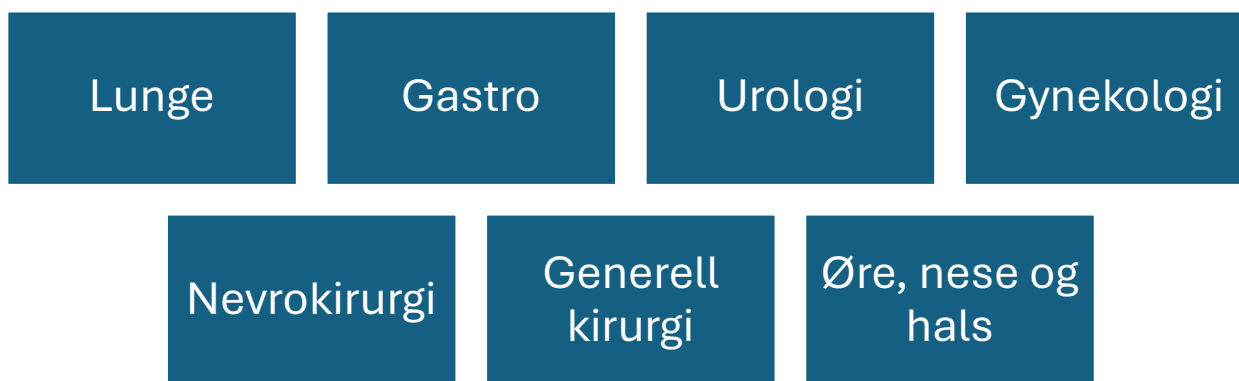 Lunge
Gastro
Urologi
Gynekologi
Nevrokirurgi
Generell
kirurgi
Øre, nese og
hals